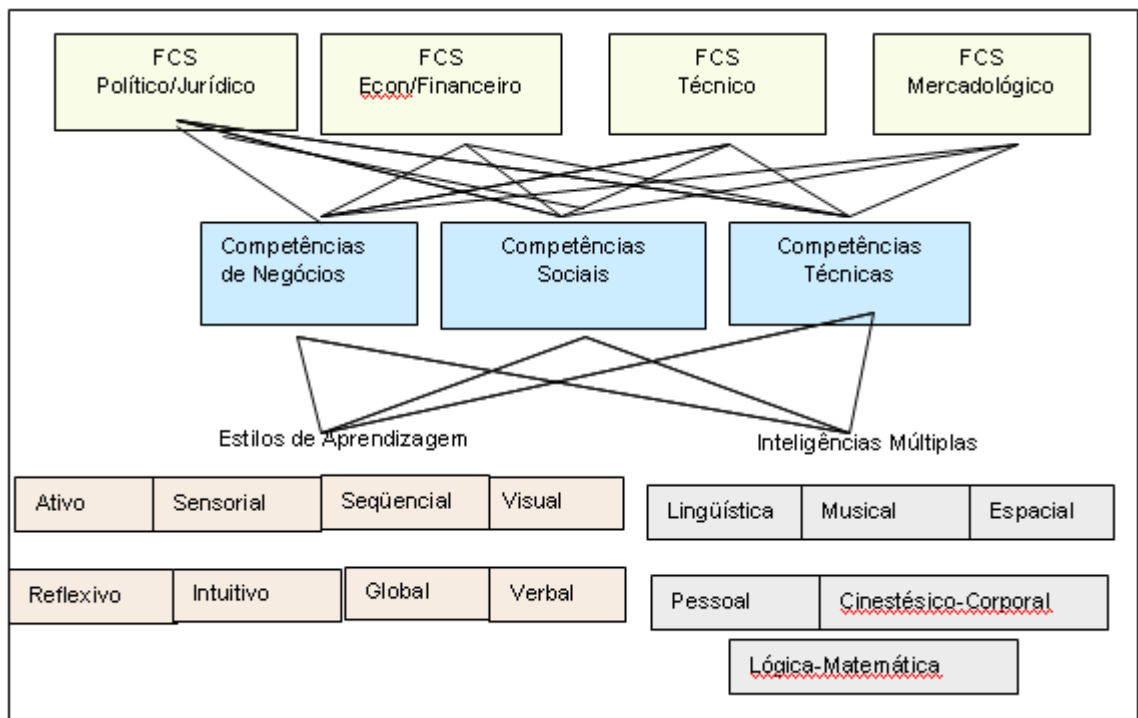 FCS
Político/Jurídico
FCS
Econ/Financeiro
FCS
Técnico
FCS
Mercadológico
Competências
de Negócios
Competências
Sociais
Competências
Técnicas
Estilos de Aprendizagem
Inteligências Múltiplas
Ativo
Sensorial
Seqüencial
Visual
Reflexivo
Intuitivo
Global
Verbal
Lingüística
Musical
Espacial
Pessoal
Cinestésico-Corporal
Lógica-Matemática